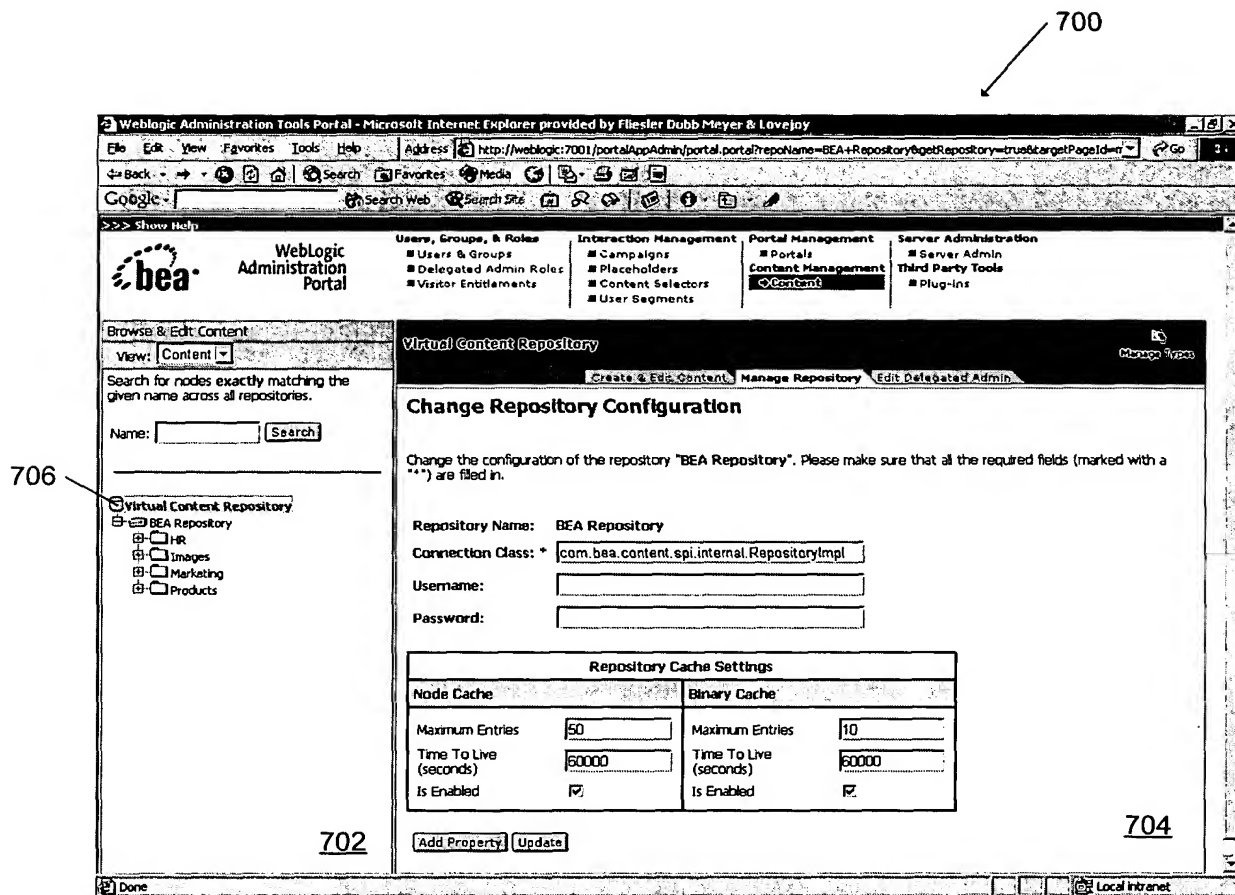 700
Weblogic Administration Tools Portal - Microsoft Internet Explorer provided by Fliesler Dubb Meyer & Lovejoy
File Edit View Favorites Tools Help Address http://weblogic:7001/portalAppAdmin/portal.portal?repoName=BEA+Repository&getRepository=true&targetPageId=m Go
Back Search Favorites Media
Google Search Web Search Site
>>> Show Help
bea
WebLogic Administration Portal
Users, Groups, & Roles
Users & Groups
Delegated Admin Roles
Visitor Entitlements
Interaction Management
Campaigns
Placeholders
Content Selectors
User Segments
Portal Management
Portals
Content Management
Content
Server Administration
Server Admin
Third Party Tools
Plug-ins
Browse & Edit Content
View: Content
Search for nodes exactly matching the
given name across all repositories.
Name: Search
706
Virtual Content Repository
BEA Repository
HR
Images
Marketing
Products
702
Virtual Content Repository
Manage Types
Create & Edit Content Manage Repository Edit Delegated Admin
Change Repository Configuration
Change the configuration of the repository "BEA Repository". Please make sure that all the required fields (marked with a
"*") are filled in.
Repository Name: BEA Repository
Connection Class: * com.bea.content.spi.internal.RepositoryImpl
Username:
Password:
Repository Cache Settings
Node Cache Binary Cache
Maximum Entries 50 Maximum Entries 10
Time To Live (seconds) 60000 Time To Live (seconds) 60000
Is Enabled Is Enabled
Add Property Update
704
Done Local intranet